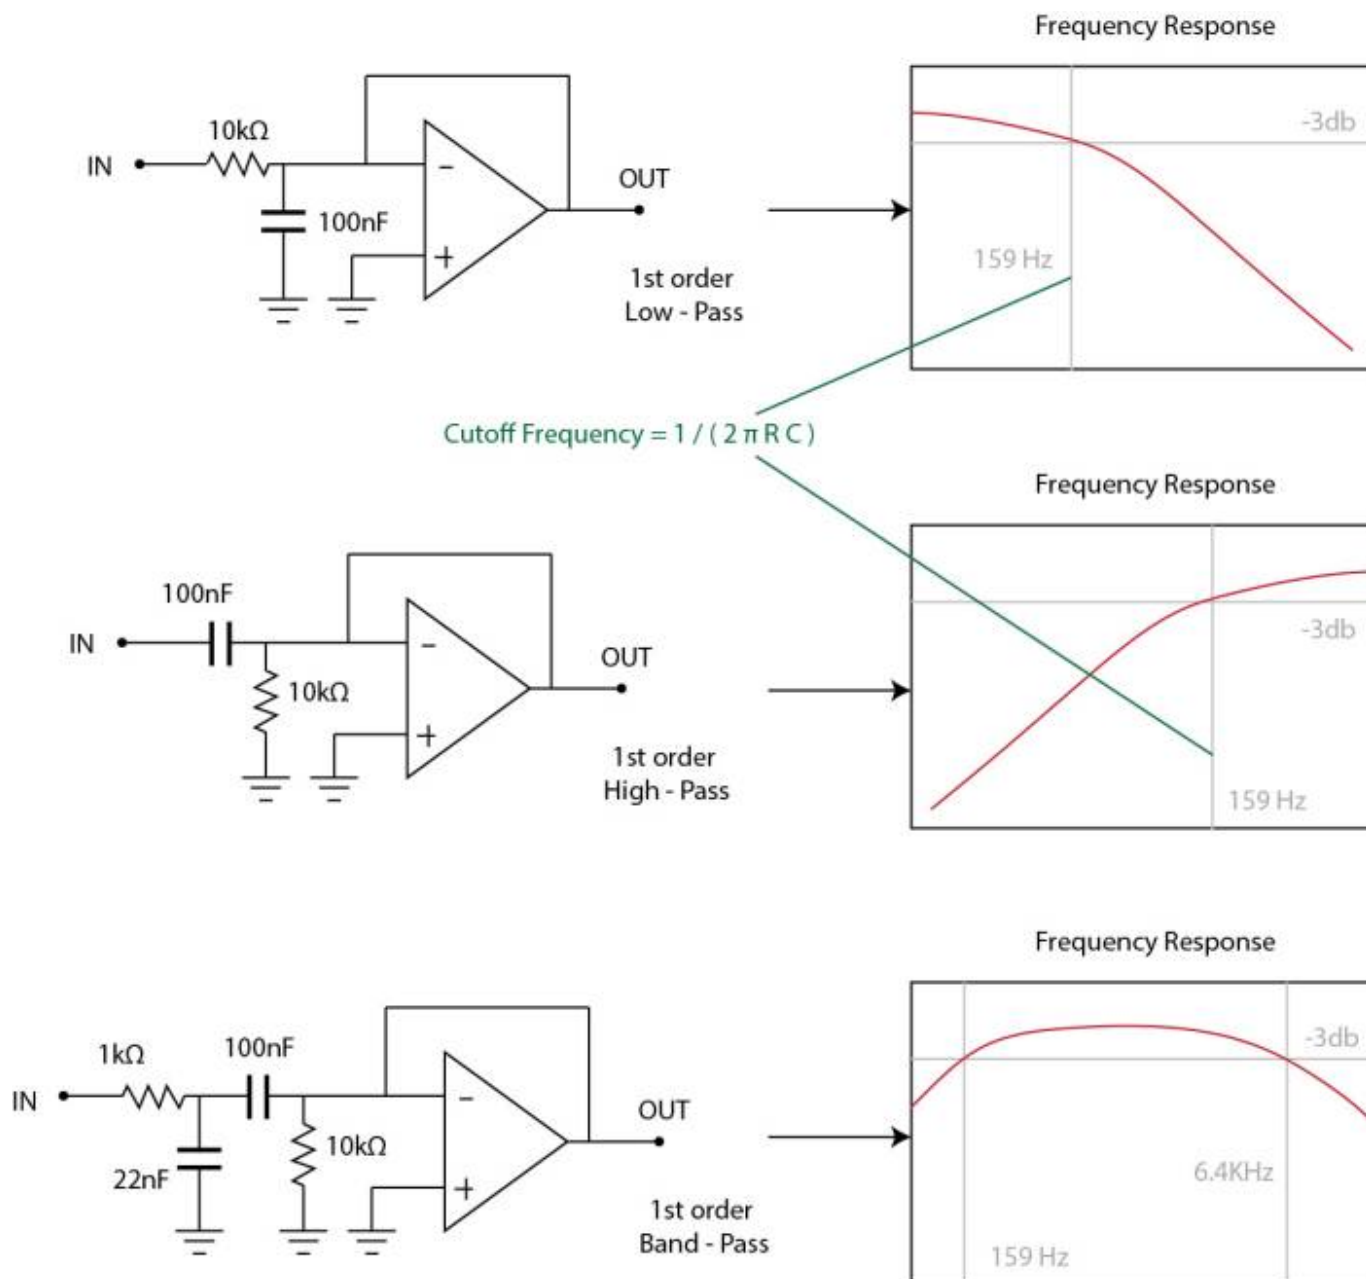 Frequency Response
10kΩ
IN
100nF
-
+
OUT
1st order
Low - Pass
-3db
159 Hz
Cutoff Frequency = 1 / ( 2 π R C )
Frequency Response
100nF
IN
10kΩ
-
+
OUT
1st order
High - Pass
-3db
159 Hz
Frequency Response
1kΩ
100nF
IN
22nF
10kΩ
-
+
OUT
1st order
Band - Pass
-3db
6.4KHz
159 Hz